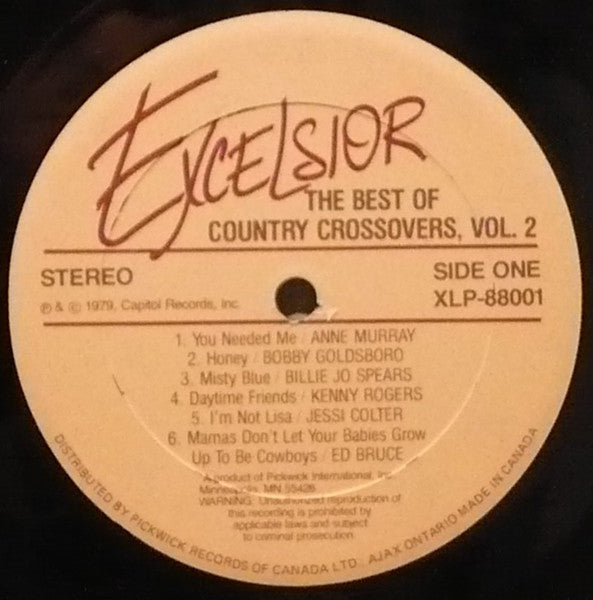 EXCELSIOR
THE BEST OF
COUNTRY CROSSOVERS, VOL. 2
STEREO
SIDE ONE
℗ & © 1979, Capitol Records, Inc.
XLP-88001
1. You Needed Me / ANNE MURRAY
2. Honey / BOBBY GOLDSBORO
3. Misty Blue / BILLIE JO SPEARS
4. Daytime Friends / KENNY ROGERS
5. I'm Not Lisa / JESSI COLTER
6. Mamas Don't Let Your Babies Grow
Up To Be Cowboys / ED BRUCE
A product of Pickwick International, Inc.
Minneapolis, MN 55426
WARNING: Unauthorized reproduction of
this recording is prohibited by
applicable laws and subject
to criminal prosecution.
DISTRIBUTED BY PICKWICK RECORDS OF CANADA LTD. AJAX ONTARIO MADE IN CANADA